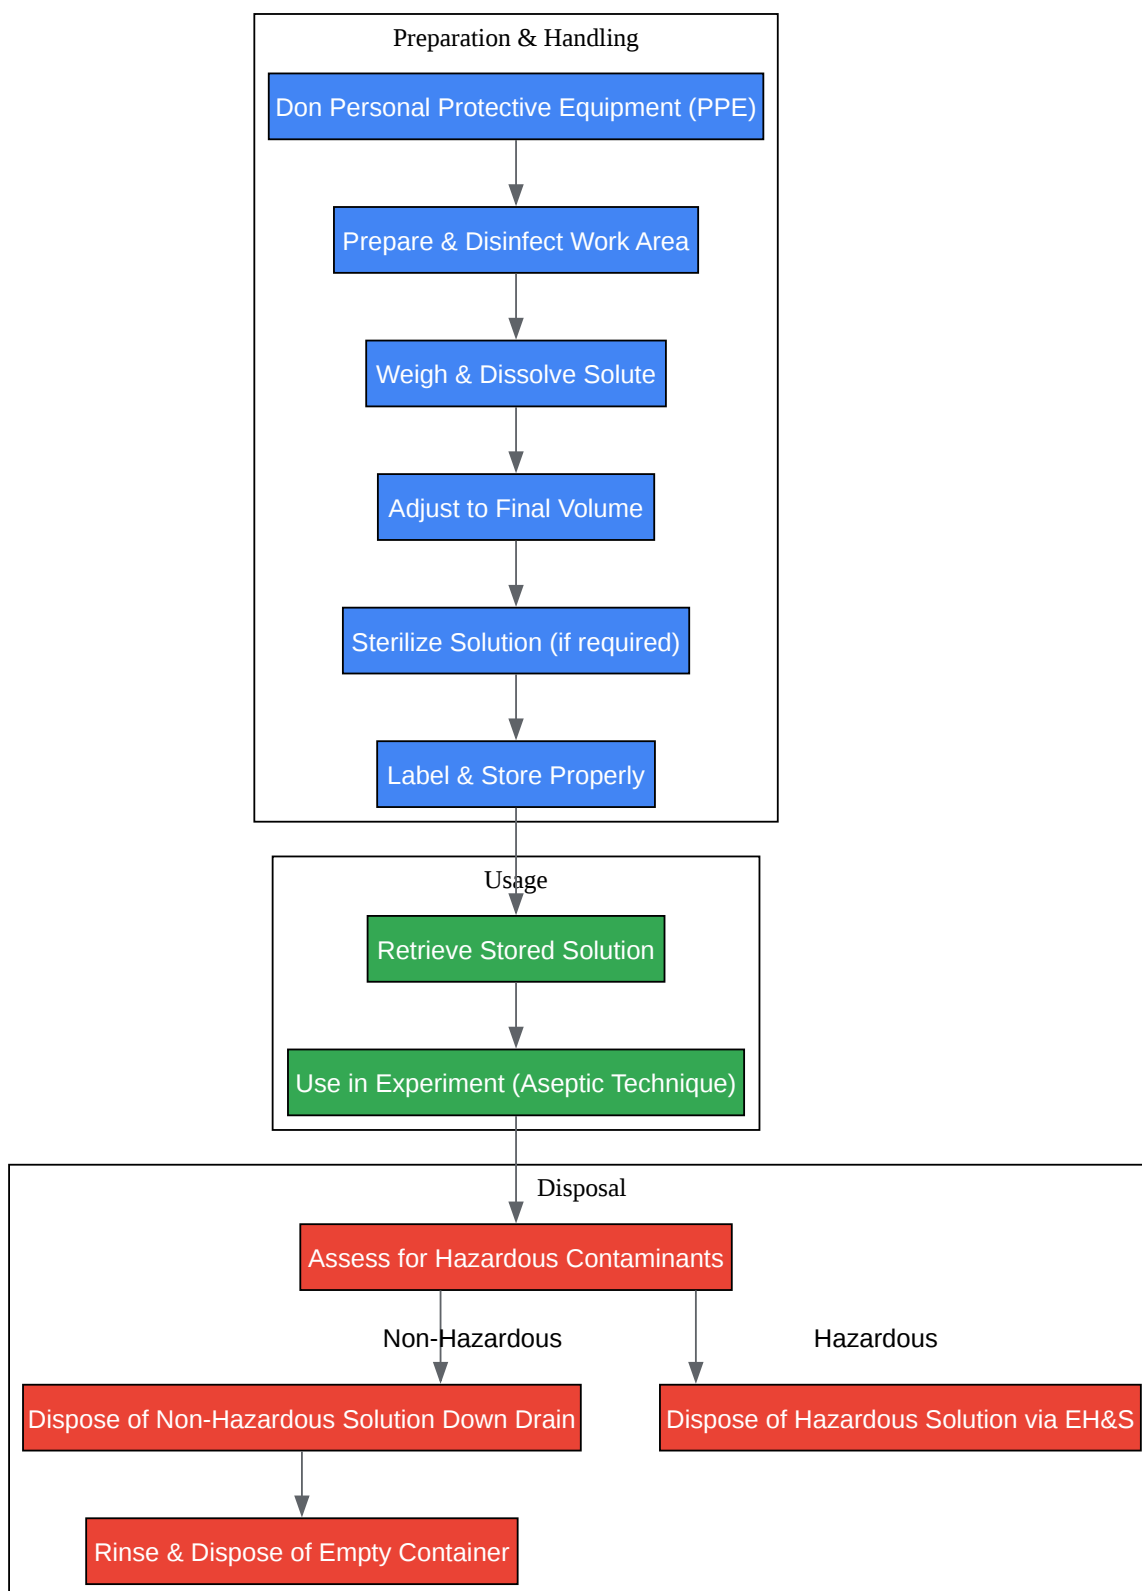 Preparation & Handling
Don Personal Protective Equipment (PPE)
Prepare & Disinfect Work Area
Weigh & Dissolve Solute
Adjust to Final Volume
Sterilize Solution (if required)
Label & Store Properly
Usage
Retrieve Stored Solution
Use in Experiment (Aseptic Technique)
Disposal
Assess for Hazardous Contaminants
Non-Hazardous
Hazardous
Dispose of Non-Hazardous Solution Down Drain
Dispose of Hazardous Solution via EH&S
Rinse & Dispose of Empty Container